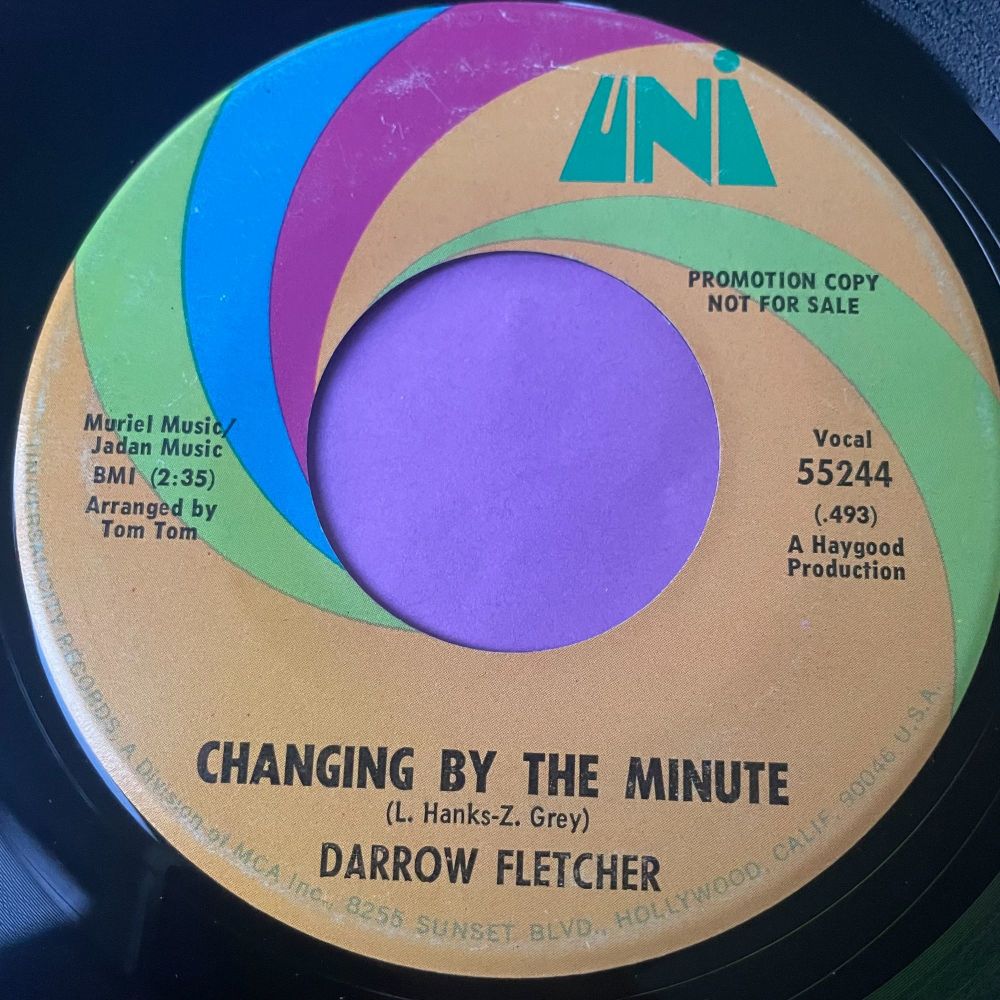 UNI
PROMOTION COPY
NOT FOR SALE
Muriel Music/
Jadan Music
BMI (2:35)
Arranged by
Tom Tom
Vocal
55244
(.493)
A Haygood
Production
CHANGING BY THE MINUTE
(L. Hanks-Z. Grey)
DARROW FLETCHER
UNIVERSAL CITY RECORDS, A Division of MCA Inc., 8255 SUNSET BLVD., HOLLYWOOD, CALIF. 90046 U.S.A.